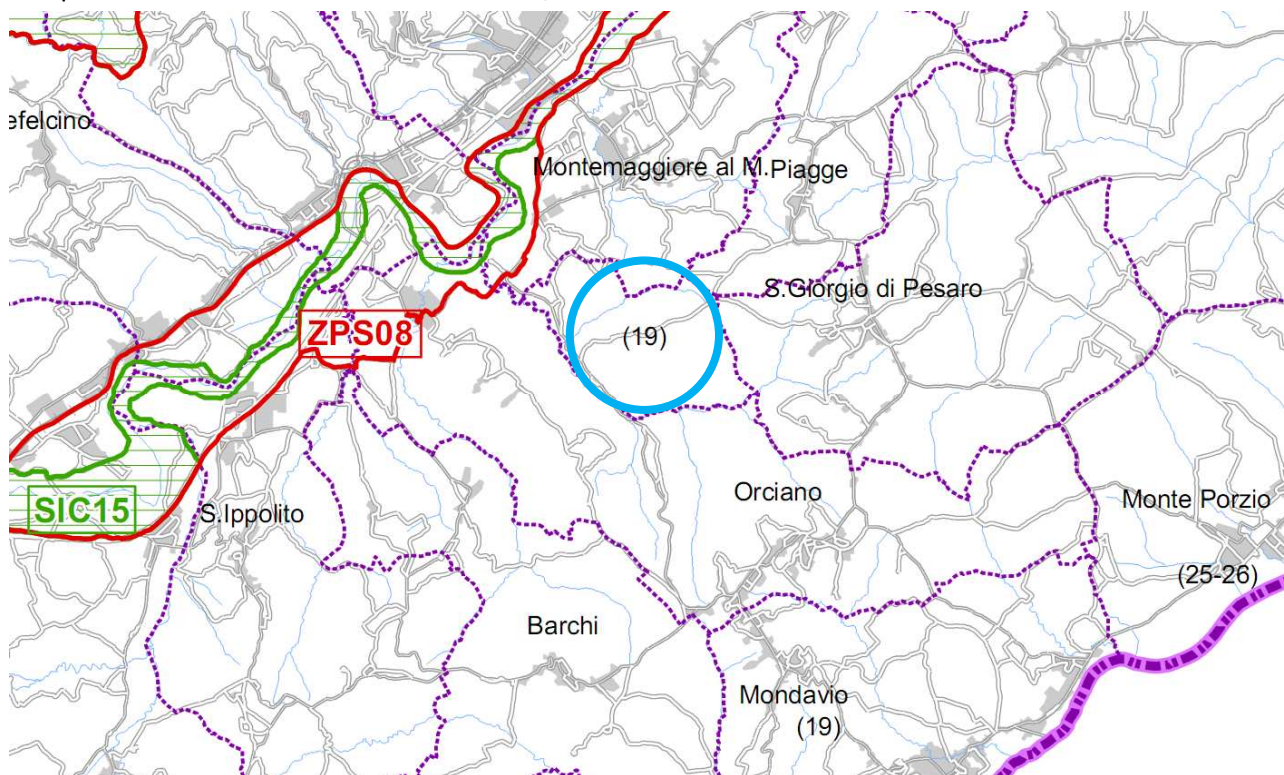 efelcino
Montemaggiore al M.
Piagge
S.Giorgio di Pesaro
ZPS08
(19)
SIC15
S.Ippolito
Orciano
Monte Porzio
(25-26)
Barchi
Mondavio
(19)